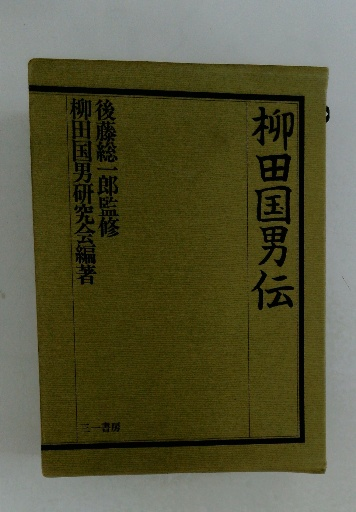 柳田国男伝
後藤総一郎監修
柳田国男研究会編著
三一書房